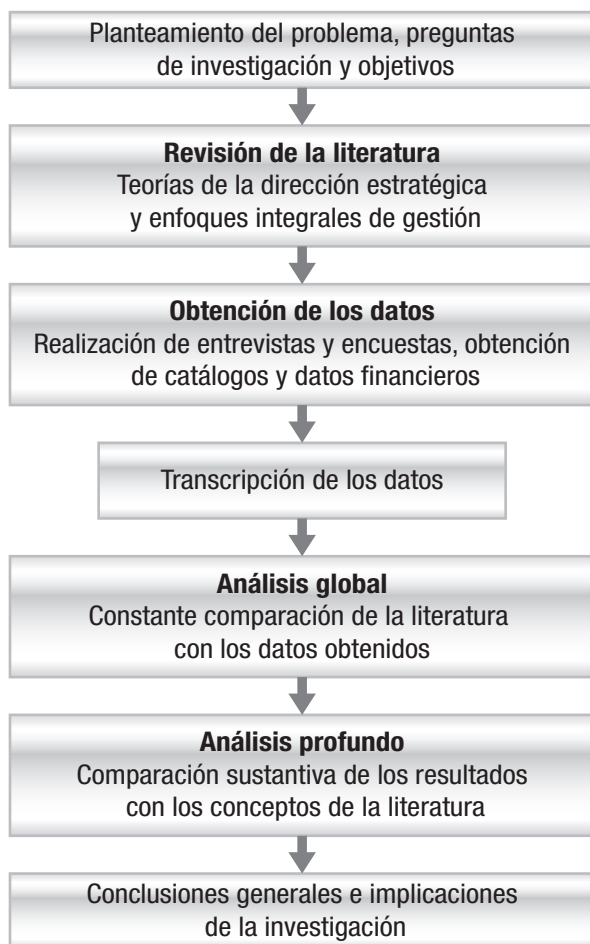 Planteamiento del problema, preguntas
de investigación y objetivos
Revisión de la literatura
Teorías de la dirección estratégica
y enfoques integrales de gestión
Obtención de los datos
Realización de entrevistas y encuestas, obtención
de catálogos y datos financieros
Transcripción de los datos
Análisis global
Constante comparación de la literatura
con los datos obtenidos
Análisis profundo
Comparación sustantiva de los resultados
con los conceptos de la literatura
Conclusiones generales e implicaciones
de la investigación